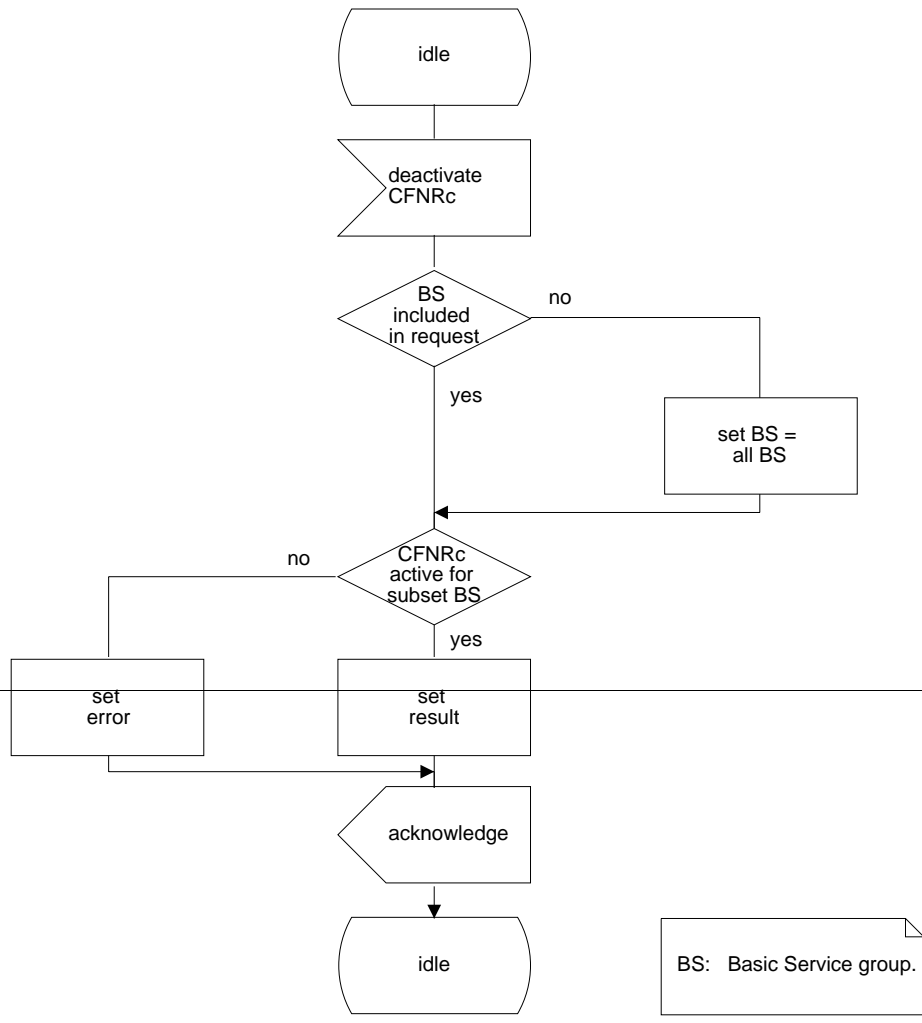 idle
deactivate
CFNRc
BS
included
in request
no
yes
set BS =
all BS
CFNRc
active for
subset BS
no
yes
set
error
set
result
acknowledge
idle
BS: Basic Service group.